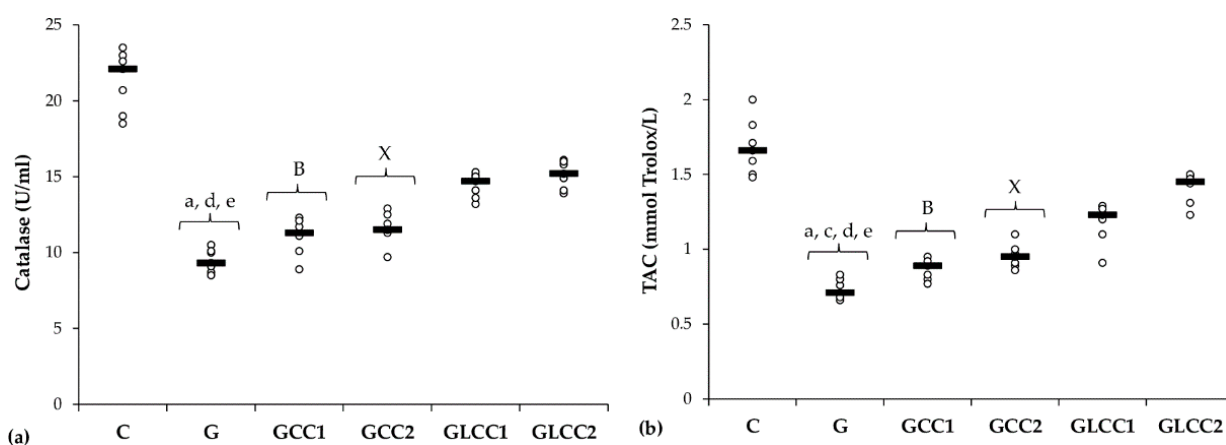 25
20
15
10
5
0
Catalase (U/ml)
a, d, e
B
X
C G GCC1 GCC2 GLCC1 GLCC2
(a)
2.5
2
1.5
1
0.5
0
TAC (mmol Trolox/L)
a, c, d, e
B
X
C G GCC1 GCC2 GLCC1 GLCC2
(b)